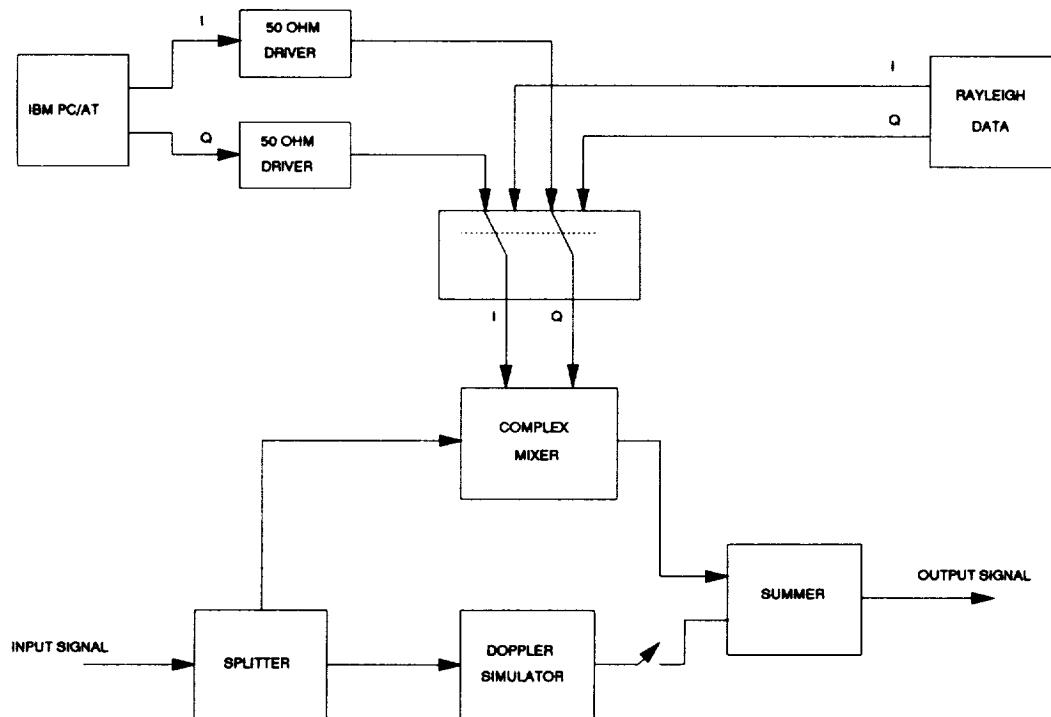 I
50 OHM
DRIVER
IBM PC/AT
Q
50 OHM
DRIVER
I
Q
RAYLEIGH
DATA
I
Q
COMPLEX
MIXER
INPUT SIGNAL
SPLITTER
DOPPLER
SIMULATOR
SUMMER
OUTPUT SIGNAL